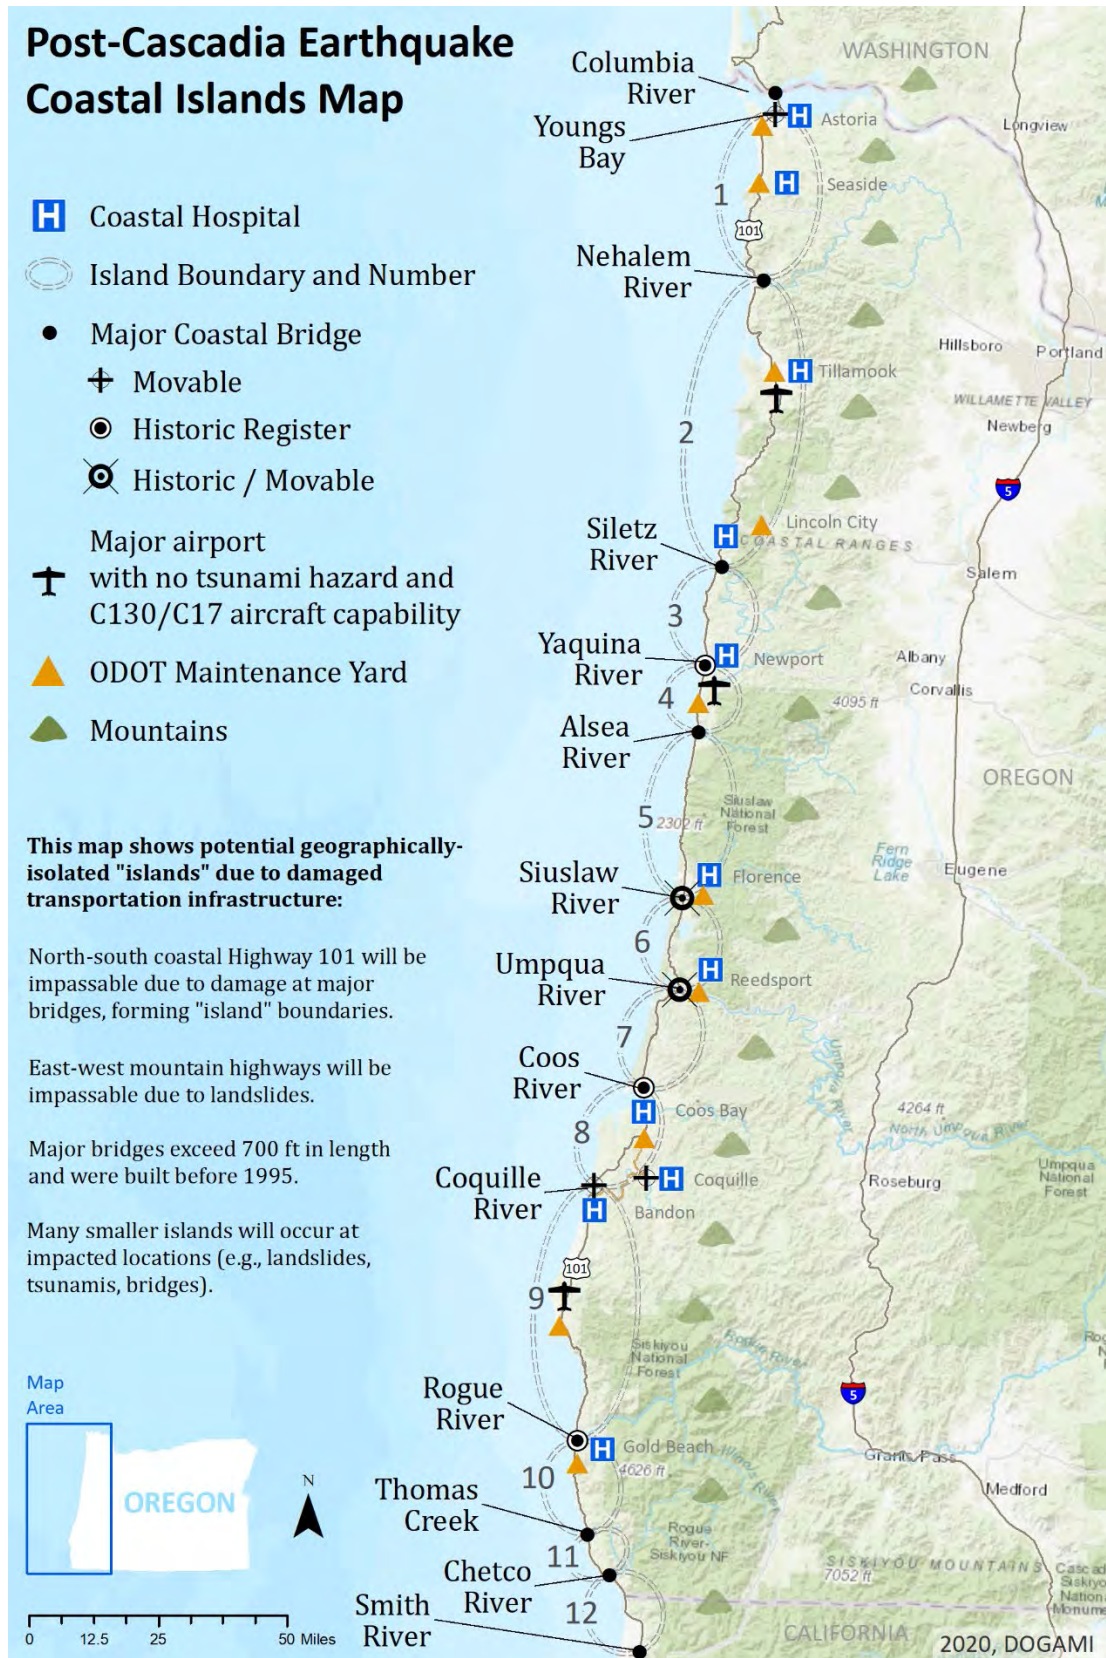 Post-Cascadia Earthquake
Coastal Islands Map
H Coastal Hospital
Island Boundary and Number
Major Coastal Bridge
Movable
Historic Register
Historic / Movable
Major airport
with no tsunami hazard and
C130/C17 aircraft capability
ODOT Maintenance Yard
Mountains
This map shows potential geographically-
isolated "islands" due to damaged
transportation infrastructure:
North-south coastal Highway 101 will be
impassable due to damage at major
bridges, forming "island" boundaries.
East-west mountain highways will be
impassable due to landslides.
Major bridges exceed 700 ft in length
and were built before 1995.
Many smaller islands will occur at
impacted locations (e.g., landslides,
tsunamis, bridges).
Map
Area
OREGON
N
0 12.5 25 50 Miles
WASHINGTON
Columbia
River
Youngs
Bay
H Astoria
Longview
1
H Seaside
101
Nehalem
River
Hillsboro
Portland
H Tillamook
WILLAMETTE VALLEY
Newberg
2
5
Lincoln City
H
COASTAL RANGES
Siletz
River
Salem
3
Yaquina
River
H Newport
Albany
Corvallis
4
4095 ft
Alsea
River
OREGON
Siuslaw
National
Forest
5
2302 ft
Fern
Ridge
Lake
Eugene
Siuslaw
River
H Florence
6
Umpqua
River
H Reedsport
7
Umpqua River
Coos
River
H Coos Bay
4264 ft
North Umpqua River
8
Umpqua
National
Forest
Coquille
River
H Coquille
Roseburg
H Bandon
101
9
Siskiyou
National
Forest
Rogue River
5
Rogue
River
H Gold Beach
4626 ft
Illinois River
Grants Pass
10
Medford
Thomas
Creek
Rogue
River-
Siskiyou NF
11
SISKIYOU MOUNTAINS
7052 ft
Chetco
River
12
Smith
River
CALIFORNIA
2020, DOGAMI